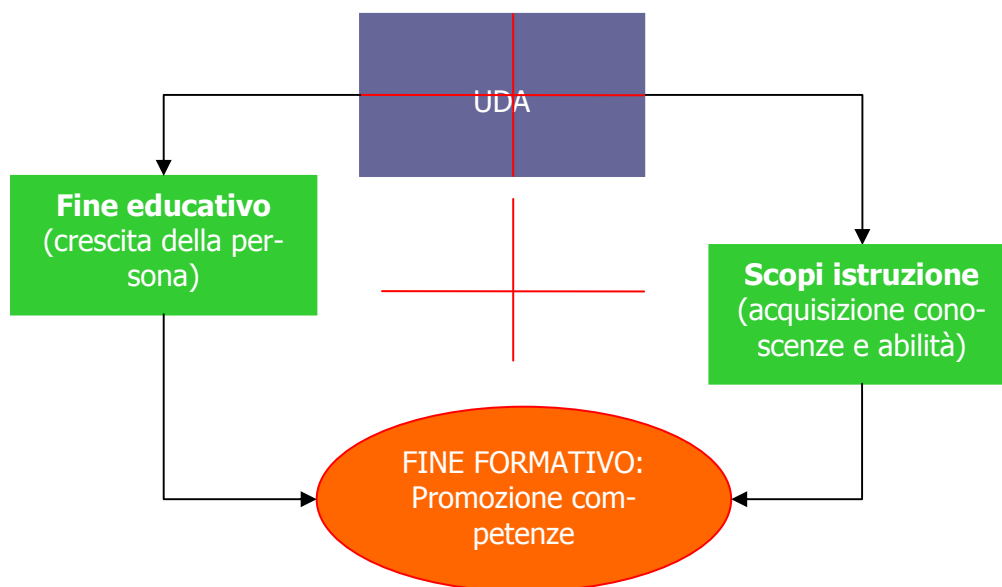 UDA
Fine educativo
(crescita della per-
sona)
Scopi istruzione
(acquisizione cono-
scenze e abilità)
FINE FORMATIVO:
Promozione com-
petenze